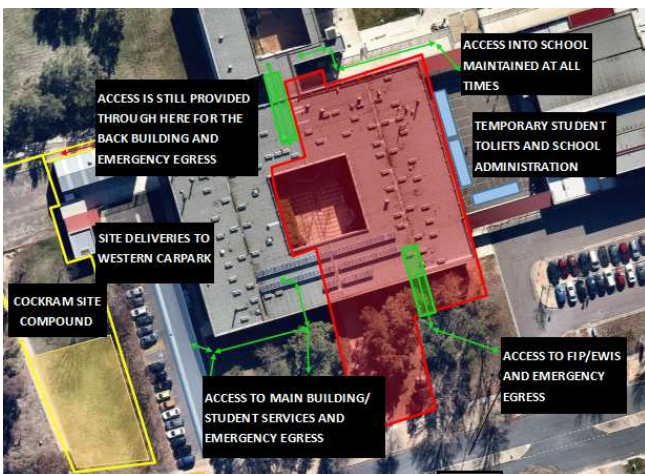 ACCESS INTO SCHOOL
MAINTAINED AT ALL
TIMES
ACCESS IS STILL PROVIDED
THROUGH HERE FOR THE
BACK BUILDING AND
EMERGENCY EGRESS
TEMPORARY STUDENT
TOLIETS AND SCHOOL
ADMINISTRATION
SITE DELIVERIES TO
WESTERN CARPARK
COCKRAM SITE
COMPOUND
ACCESS TO FIP/EWIS
AND EMERGENCY
EGRESS
ACCESS TO MAIN BUILDING/
STUDENT SERVICES AND
EMERGENCY EGRESS